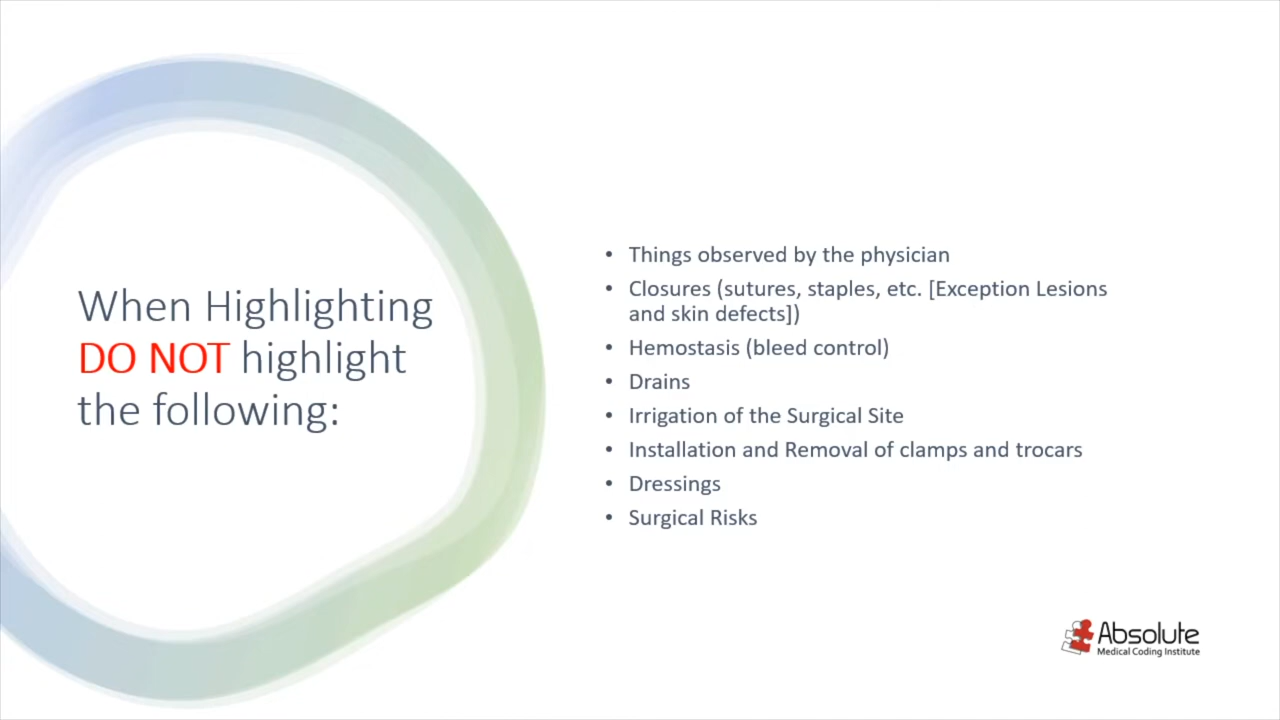 When Highlighting
DO NOT highlight
the following:
• Things observed by the physician
• Closures (sutures, staples, etc. [Exception Lesions
and skin defects])
• Hemostasis (bleed control)
• Drains
• Irrigation of the Surgical Site
• Installation and Removal of clamps and trocars
• Dressings
• Surgical Risks
Absolute
Medical Coding Institute